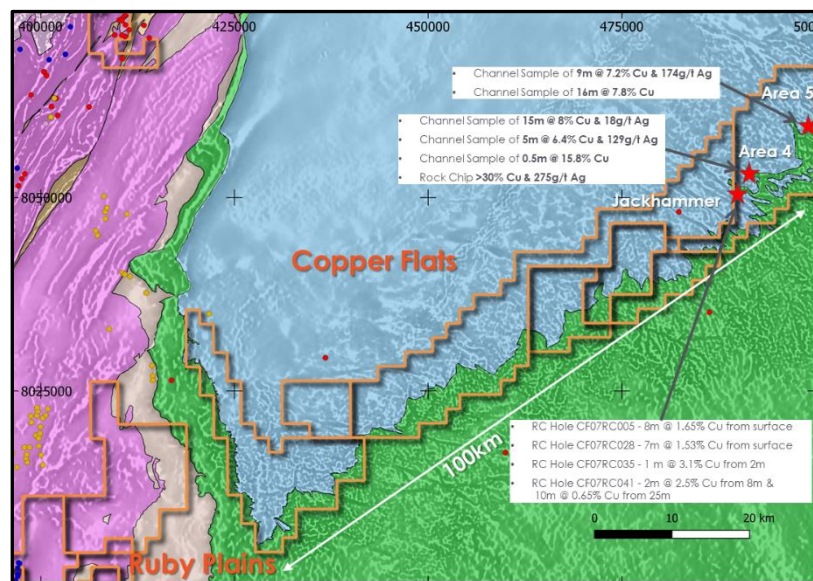 400000
425000
450000
475000
500
• Channel Sample of 9m @ 7.2% Cu & 174g/t Ag
• Channel Sample of 16m @ 7.8% Cu
Area 5
• Channel Sample of 15m @ 8% Cu & 18g/t Ag
• Channel Sample of 5m @ 6.4% Cu & 129g/t Ag
• Channel Sample of 0.5m @ 15.8% Cu
• Rock Chip >30% Cu & 275g/t Ag
Area 4
8050000
Jackhammer
Copper Flats
8025000
100km
• RC Hole CF07RC005 - 8m @ 1.65% Cu from surface
• RC Hole CF07RC028 - 7m @ 1.53% Cu from surface
• RC Hole CF07RC035 - 1 m @ 3.1% Cu from 2m
• RC Hole CF07RC041 - 2m @ 2.5% Cu from 8m &
10m @ 0.65% Cu from 25m
0 10 20 km
Ruby Plains